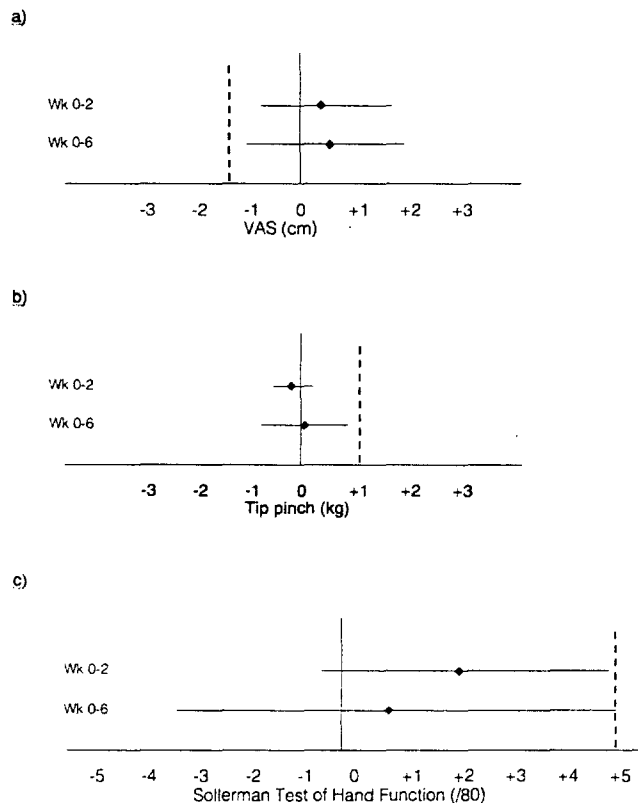 a)
Wk 0-2
Wk 0-6
-3 -2 -1 0 +1 +2 +3
VAS (cm)
b)
Wk 0-2
Wk 0-6
-3 -2 -1 0 +1 +2 +3
Tip pinch (kg)
c)
Wk 0-2
Wk 0-6
-5 -4 -3 -2 -1 0 +1 +2 +3 +4 +5
Sollerman Test of Hand Function (/80)